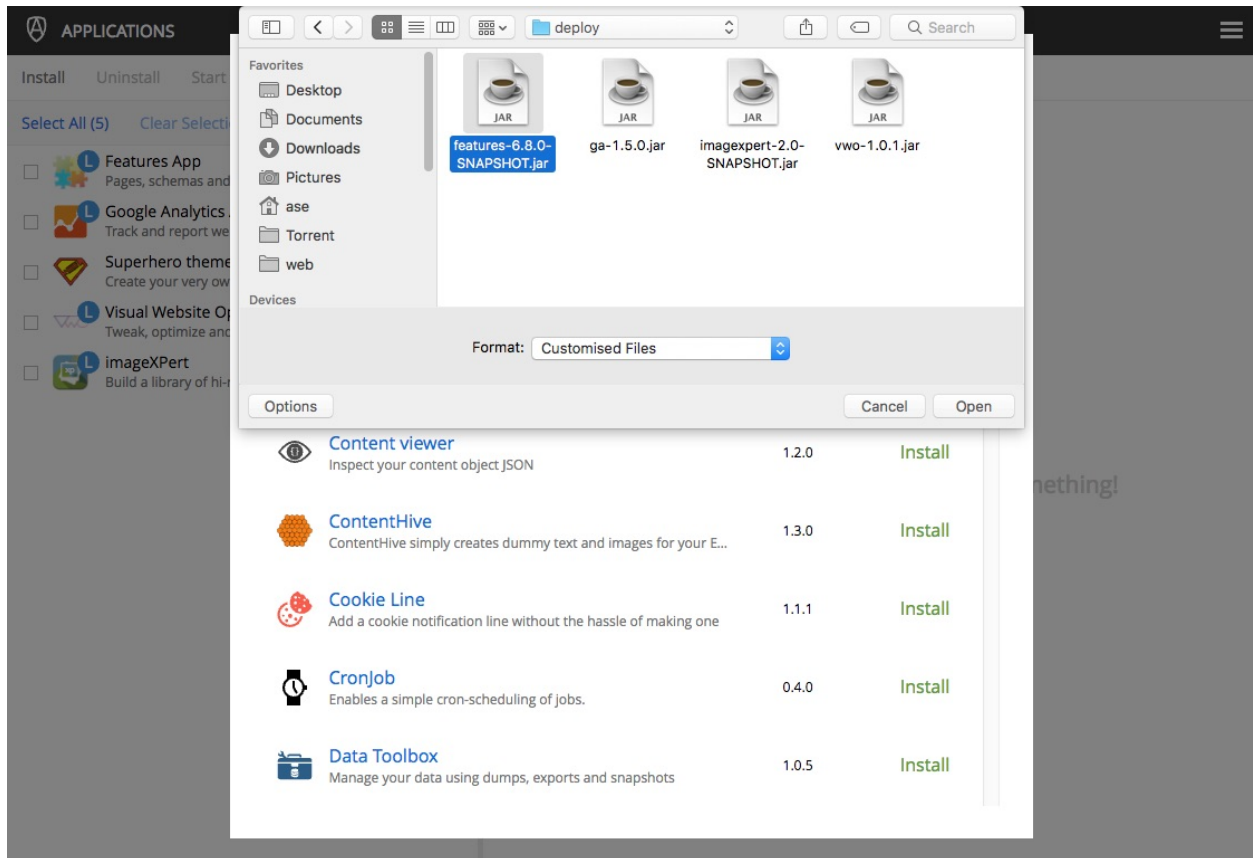 APPLICATIONS
deploy
Search
Install Uninstall Start
Select All (5) Clear Selecti
Features App
Pages, schemas and
Google Analytics
Track and report we
Superhero theme
Create your very ow
Visual Website Op
Tweak, optimize and
imageXPert
Build a library of hi-r
L
L
L
L
Favorites
Desktop
Documents
Downloads
Pictures
ase
Torrent
web
Devices
JAR
JAR
JAR
JAR
features-6.8.0-
SNAPSHOT.jar
ga-1.5.0.jar
imagexpert-2.0-
SNAPSHOT.jar
vwo-1.0.1.jar
Format: Customised Files
Options Cancel Open
Content viewer
Inspect your content object JSON
1.2.0 Install
ContentHive
ContentHive simply creates dummy text and images for your E...
1.3.0 Install
Cookie Line
Add a cookie notification line without the hassle of making one
1.1.1 Install
CronJob
Enables a simple cron-scheduling of jobs.
0.4.0 Install
Data Toolbox
Manage your data using dumps, exports and snapshots
1.0.5 Install
nething!